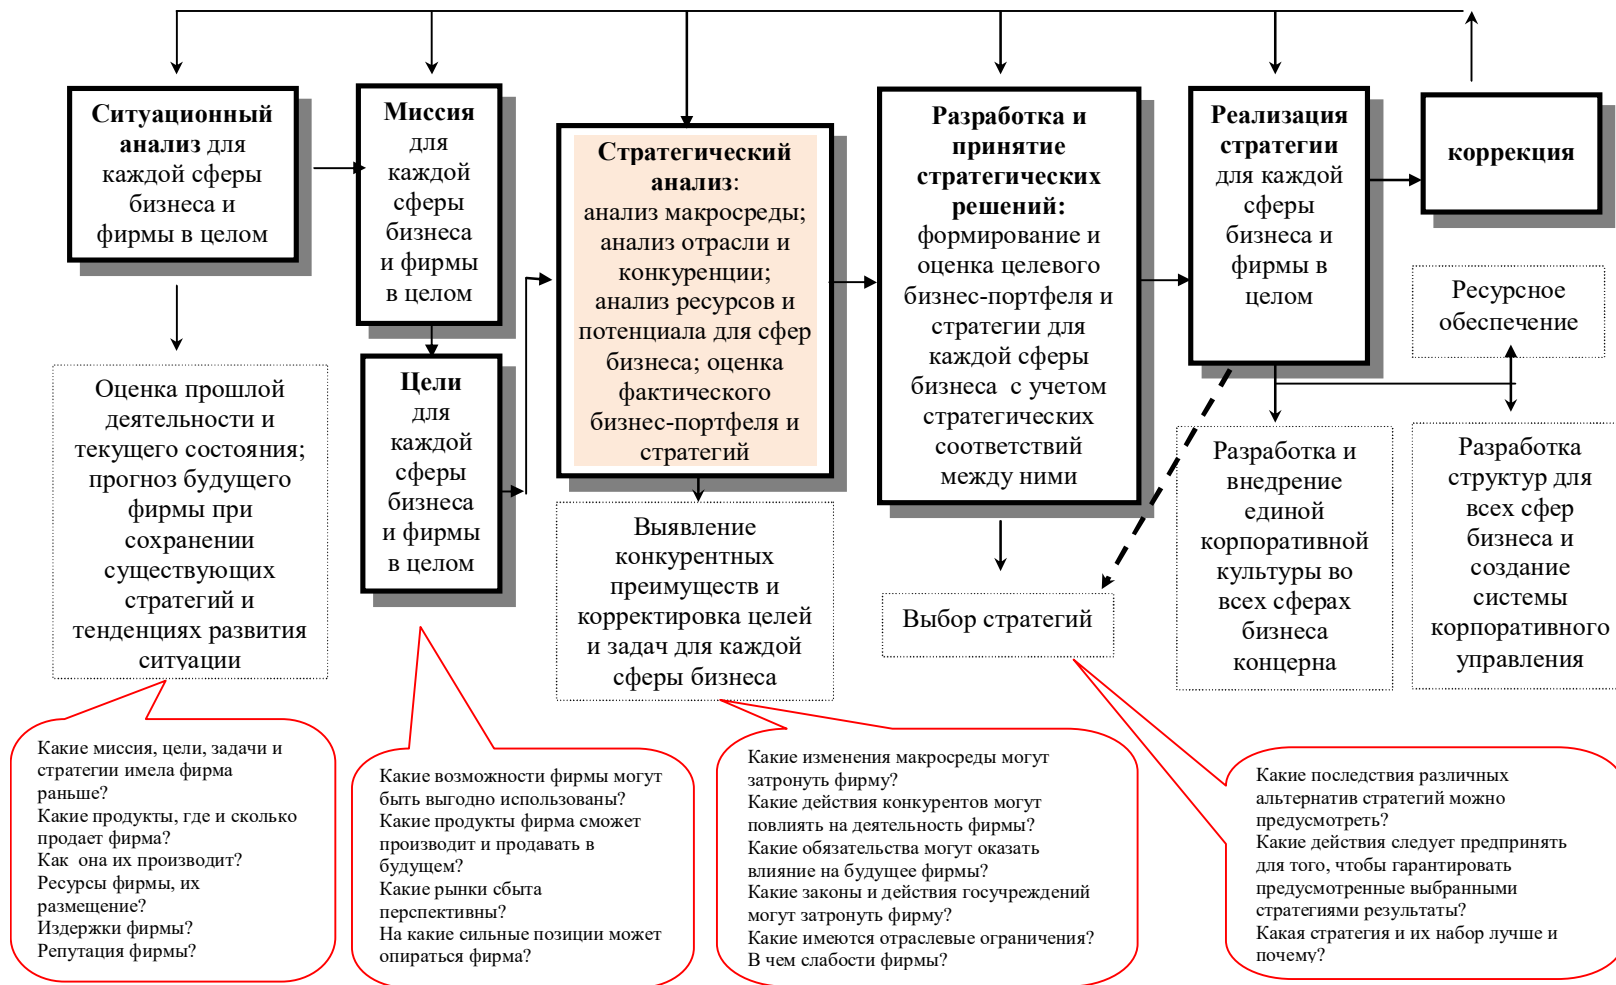 Ситуационный
анализ для
каждой сферы
бизнеса и
фирмы в целом
Миссия
для
каждой
сферы
бизнеса
и фирмы
в целом
Цели
для
каждой
сферы
бизнеса
и фирмы
в целом
Стратегический
анализ:
анализ макросреды;
анализ отрасли и
конкуренции;
анализ ресурсов и
потенциала для сфер
бизнеса; оценка
фактического
бизнес-портфеля и
стратегий
Разработка и
принятие
стратегических
решений:
формирование и
оценка целевого
бизнес-портфеля и
стратегии для
каждой сферы
бизнеса с учетом
стратегических
соответствий
между ними
Реализация
стратегии
для каждой
сферы
бизнеса и
фирмы в
целом
коррекция
Ресурсное
обеспечение
Оценка прошлой
деятельности и
текущего состояния;
прогноз будущего
фирмы при
сохранении
существующих
стратегий и
тенденциях развития
ситуации
Выявление
конкурентных
преимуществ и
корректировка целей
и задач для каждой
сферы бизнеса
Выбор стратегий
Разработка и
внедрение
единой
корпоративной
культуры во
всех сферах
бизнеса
концерна
Разработка
структур для
всех сфер
бизнеса и
создание
системы
корпоративного
управления
Какие миссия, цели, задачи и
стратегии имела фирма
раньше?
Какие продукты, где и сколько
продает фирма?
Как она их производит?
Ресурсы фирмы, их
размещение?
Издержки фирмы?
Репутация фирмы?
Какие возможности фирмы могут
быть выгодно использованы?
Какие продукты фирма сможет
производит и продавать в
будущем?
Какие рынки сбыта
перспективны?
На какие сильные позиции может
опираться фирма?
Какие изменения макросреды могут
затронуть фирму?
Какие действия конкурентов могут
повлиять на деятельность фирмы?
Какие обязательства могут оказать
влияние на будущее фирмы?
Какие законы и действия госучреждений
могут затронуть фирму?
Какие имеются отраслевые ограничения?
В чем слабости фирмы?
Какие последствия различных
альтернатив стратегий можно
предусмотреть?
Какие действия следует предпринять
для того, чтобы гарантировать
предусмотренные выбранными
стратегиями результаты?
Какая стратегия и их набор лучше и
почему?